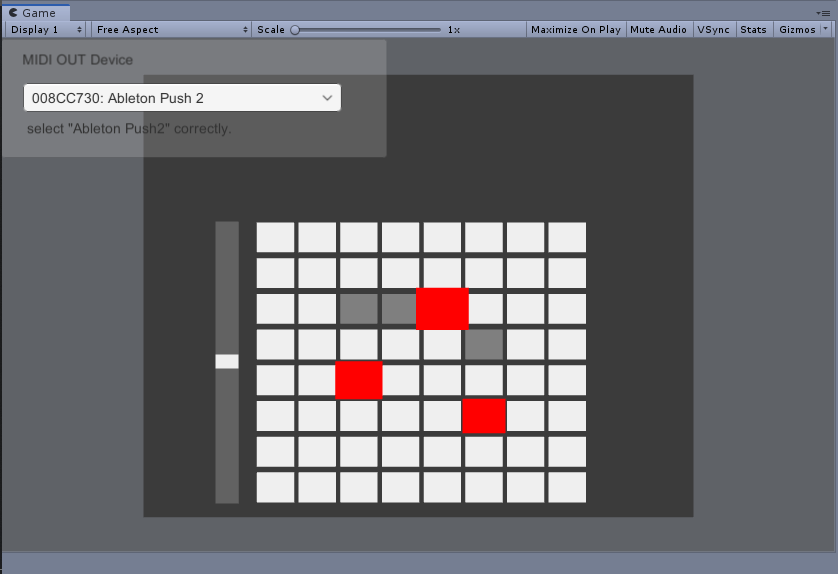 Game
Display 1 Free Aspect Scale 1x Maximize On Play Mute Audio VSync Stats Gizmos
MIDI OUT Device
008CC730: Ableton Push 2
select "Ableton Push2" correctly.